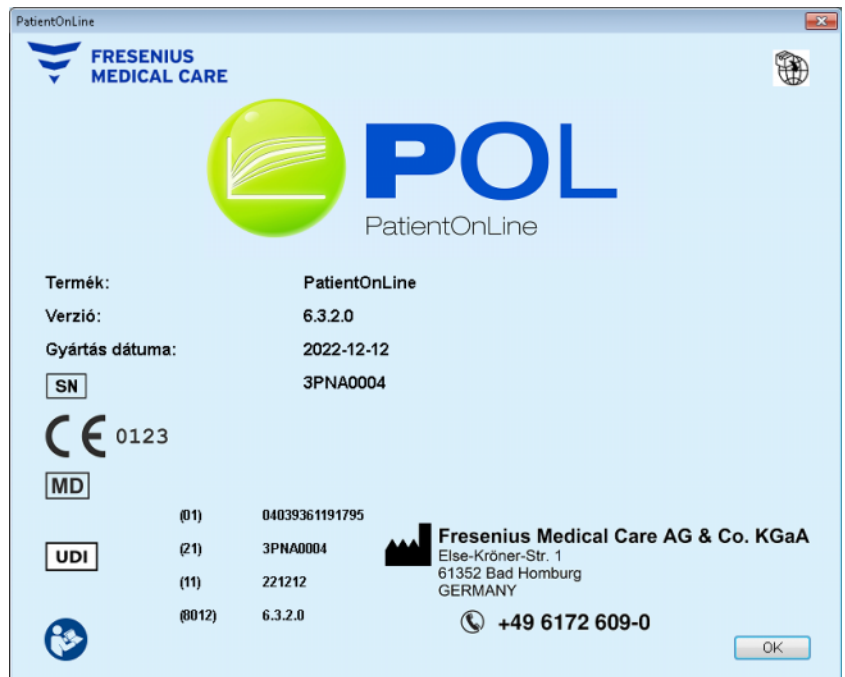 PatientOnLine
FRESENIUS
MEDICAL CARE
POL
PatientOnLine
Termék: PatientOnLine
Verzió: 6.3.2.0
Gyártás dátuma: 2022-12-12
SN 3PNA0004
CE 0123
MD
UDI
(01) 04039361191795
(21) 3PNA0004
(11) 221212
(8012) 6.3.2.0
Fresenius Medical Care AG & Co. KGaA
Else-Kröner-Str. 1
61352 Bad Homburg
GERMANY
+49 6172 609-0
OK